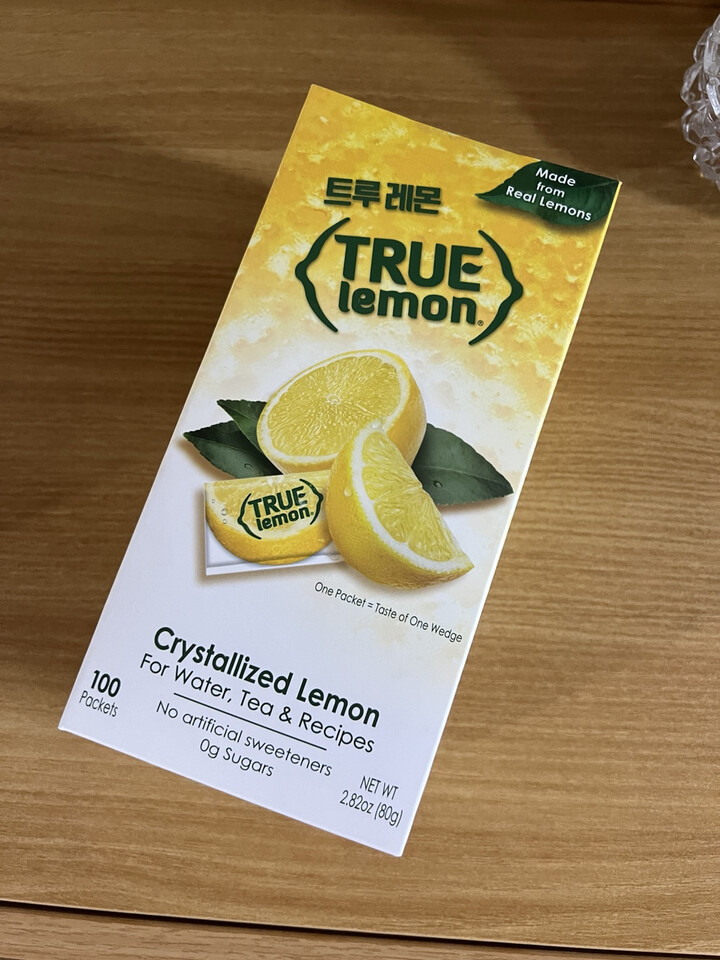 Made
from
Real Lemons
트루 레몬
TRUE
lemon®
TRUE
lemon.
One Packet = Taste of One Wedge
Crystallized Lemon
For Water, Tea & Recipes
100
Packets
No artificial sweeteners
0g Sugars
NET WT
2.82oz (80g)